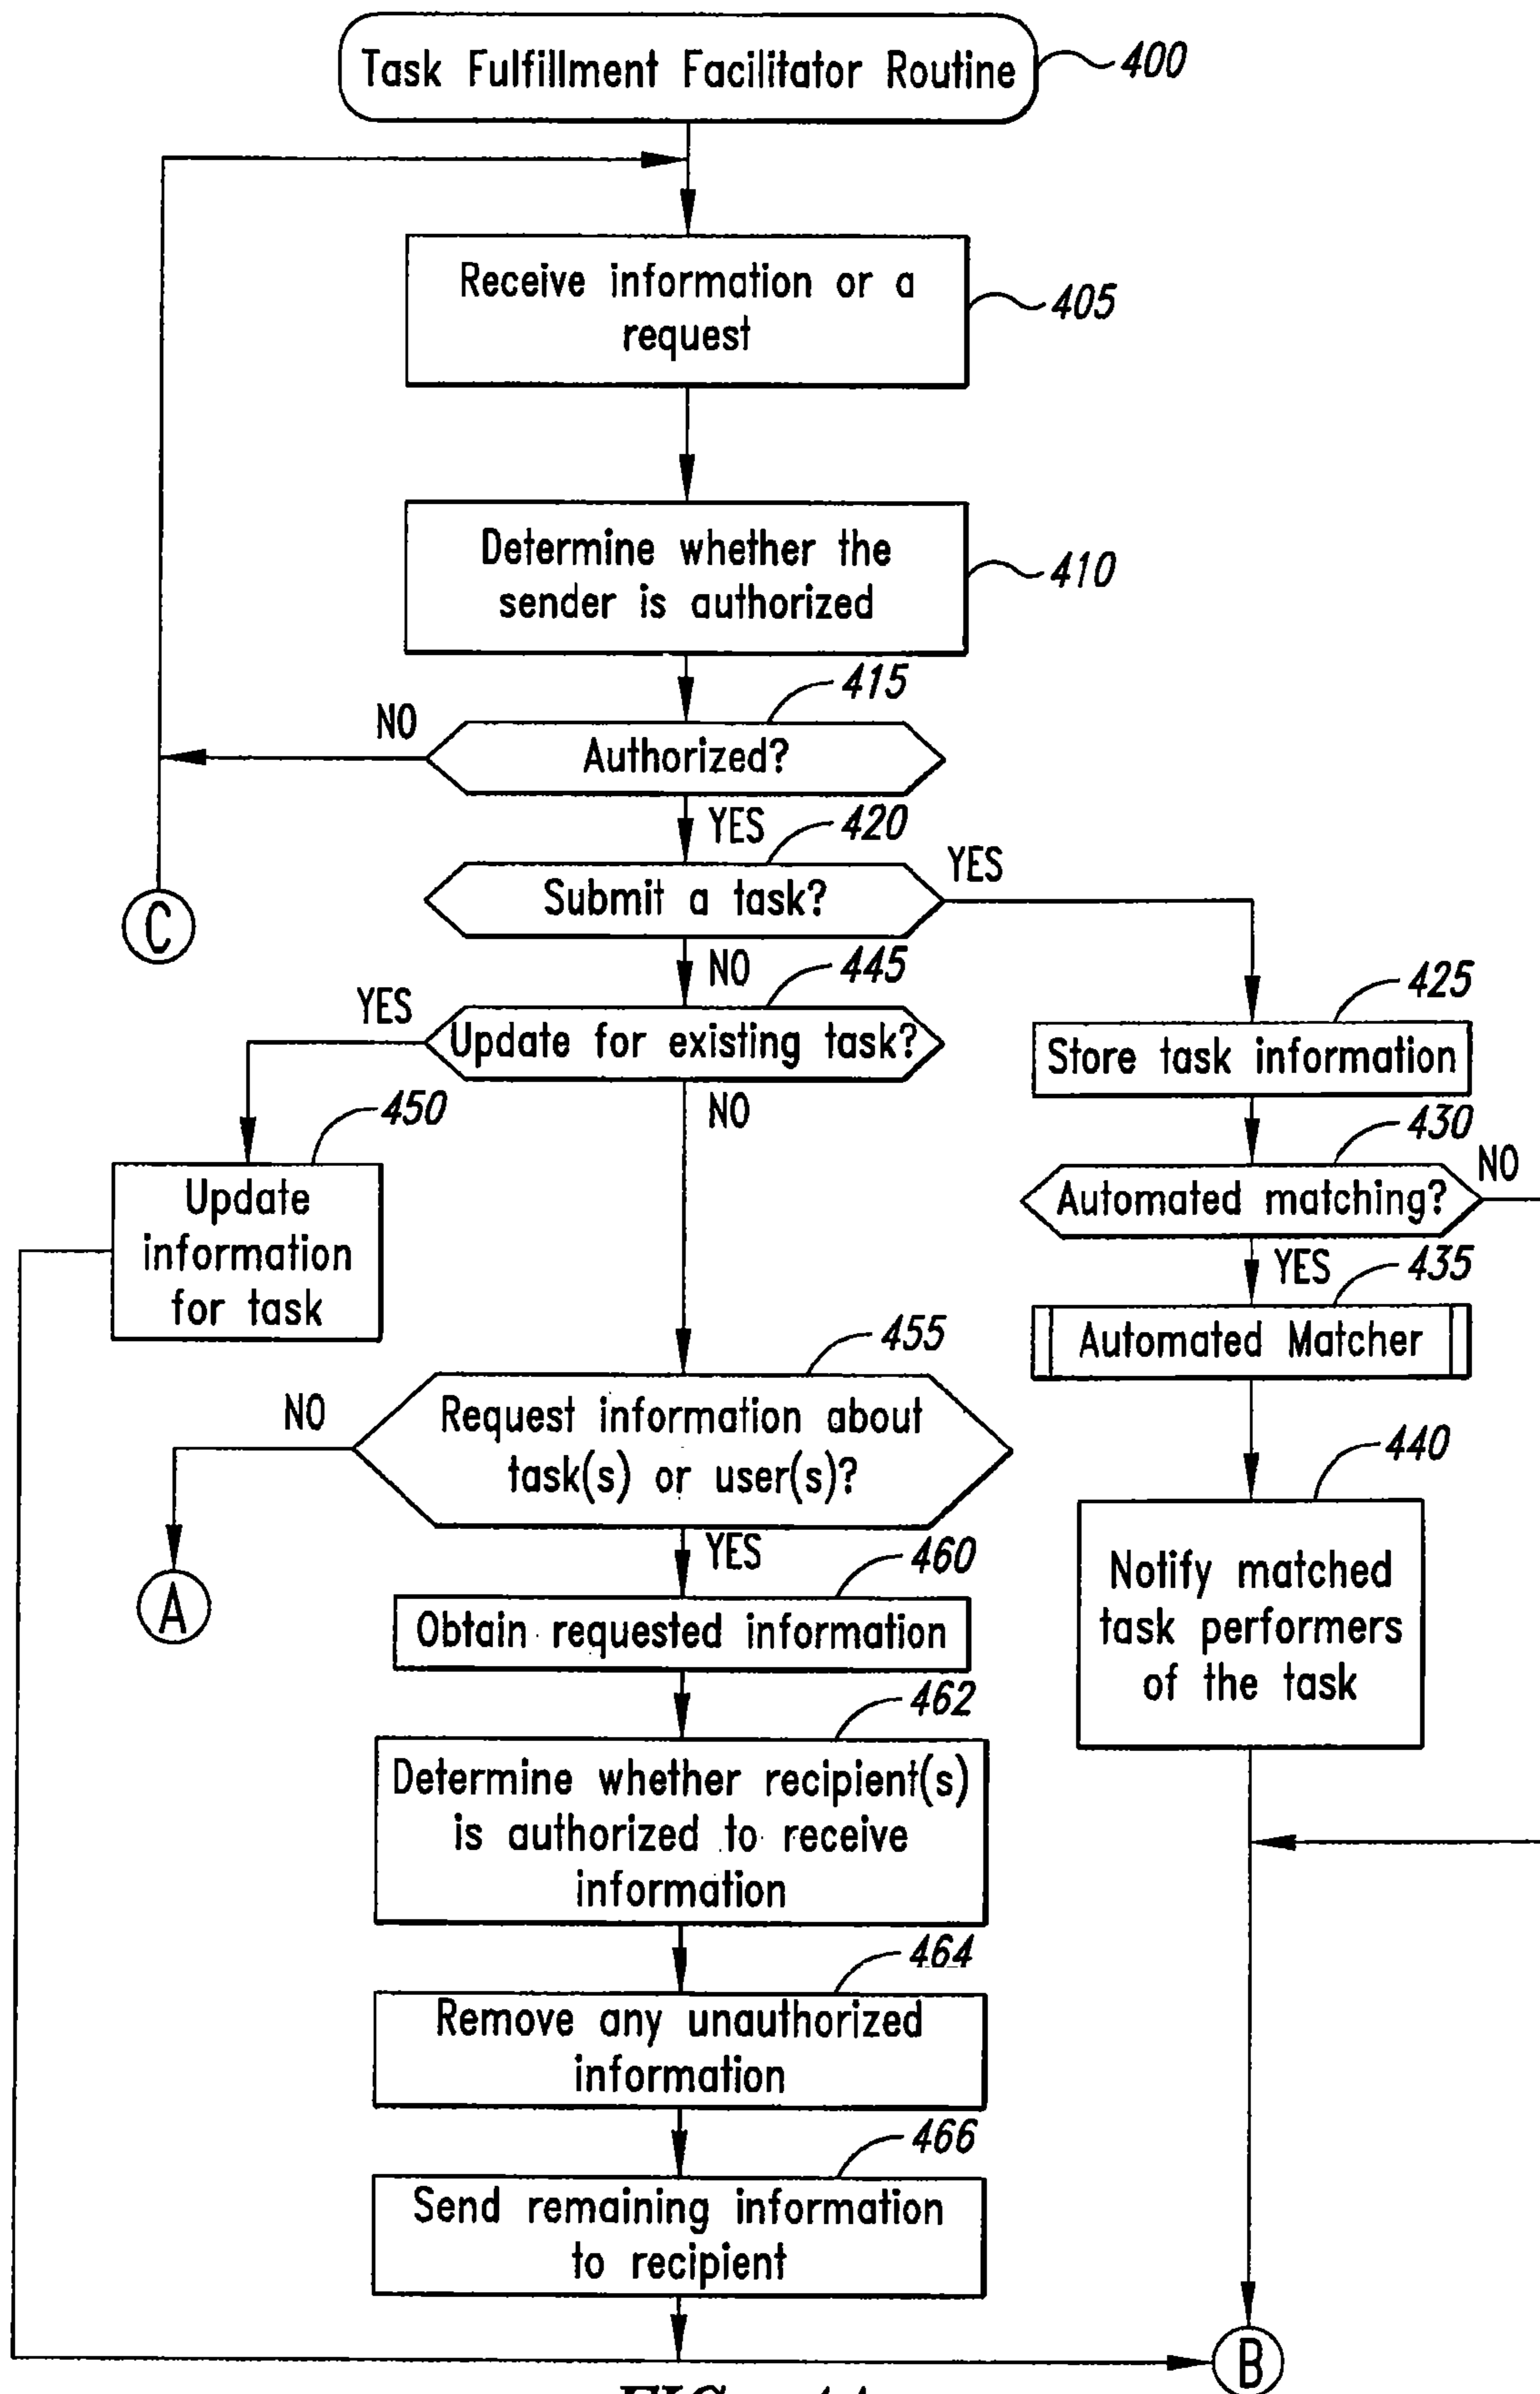 Task Fulfillment Facilitator Routine
400
Receive information or a
request
405
Determine whether the
sender is authorized
410
415
NO
Authorized?
YES
420
Submit a task?
YES
C
NO
445
YES
Update for existing task?
NO
425
Store task information
430
Automated matching?
NO
YES
435
Automated Matcher
450
Update
information
for task
455
NO
Request information about
task(s) or user(s)?
A
YES
460
Obtain requested information
440
Notify matched
task performers
of the task
462
Determine whether recipient(s)
is authorized to receive
information
464
Remove any unauthorized
information
466
Send remaining information
to recipient
B